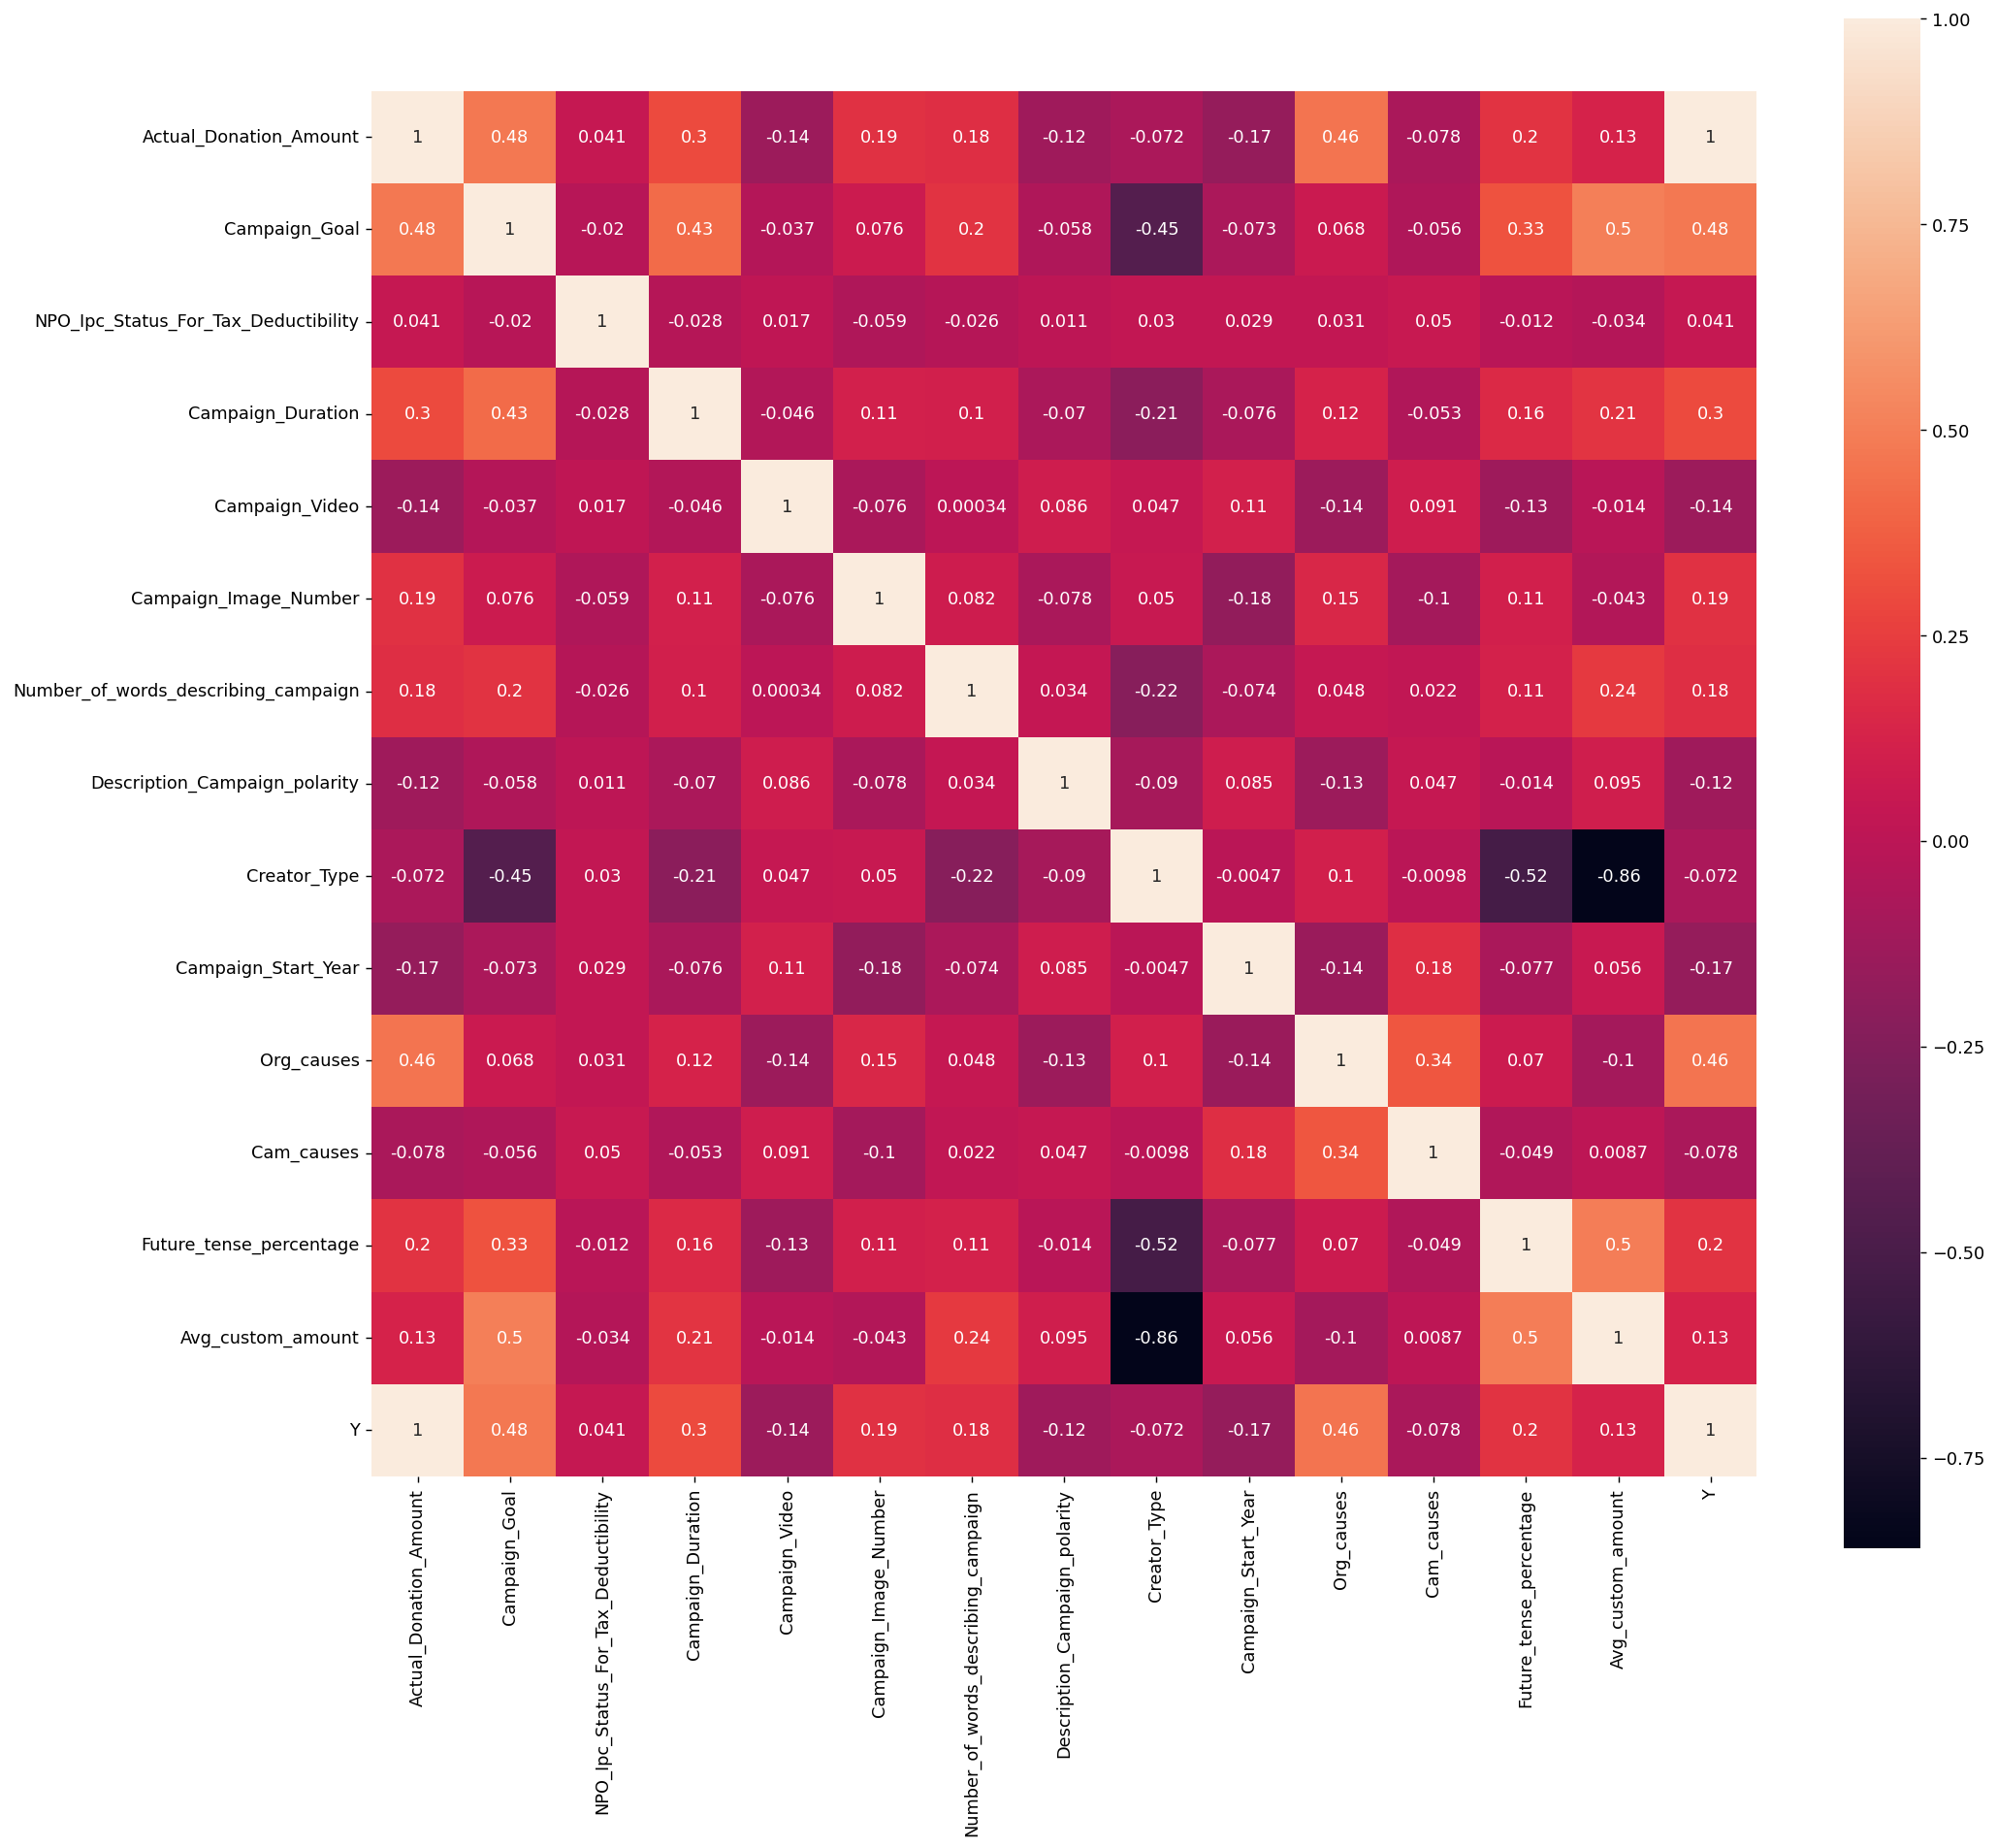 Actual_Donation_Amount 1 0.48 0.041 0.3 -0.14 0.19 0.18 -0.12 -0.072 -0.17 0.46 -0.078 0.2 0.13 1
Campaign_Goal 0.48 1 -0.02 0.43 -0.037 0.076 0.2 -0.058 -0.45 -0.073 0.068 -0.056 0.33 0.5 0.48
NPO_Ipc_Status_For_Tax_Deductibility 0.041 -0.02 1 -0.028 0.017 -0.059 -0.026 0.011 0.03 0.029 0.031 0.05 -0.012 -0.034 0.041
Campaign_Duration 0.3 0.43 -0.028 1 -0.046 0.11 0.1 -0.07 -0.21 -0.076 0.12 -0.053 0.16 0.21 0.3
Campaign_Video -0.14 -0.037 0.017 -0.046 1 -0.076 0.00034 0.086 0.047 0.11 -0.14 0.091 -0.13 -0.014 -0.14
Campaign_Image_Number 0.19 0.076 -0.059 0.11 -0.076 1 0.082 -0.078 0.05 -0.18 0.15 -0.1 0.11 -0.043 0.19
Number_of_words_describing_campaign 0.18 0.2 -0.026 0.1 0.00034 0.082 1 0.034 -0.22 -0.074 0.048 0.022 0.11 0.24 0.18
Description_Campaign_polarity -0.12 -0.058 0.011 -0.07 0.086 -0.078 0.034 1 -0.09 0.085 -0.13 0.047 -0.014 0.095 -0.12
Creator_Type -0.072 -0.45 0.03 -0.21 0.047 0.05 -0.22 -0.09 1 -0.0047 0.1 -0.0098 -0.52 -0.86 -0.072
Campaign_Start_Year -0.17 -0.073 0.029 -0.076 0.11 -0.18 -0.074 0.085 -0.0047 1 -0.14 0.18 -0.077 0.056 -0.17
Org_causes 0.46 0.068 0.031 0.12 -0.14 0.15 0.048 -0.13 0.1 -0.14 1 0.34 0.07 -0.1 0.46
Cam_causes -0.078 -0.056 0.05 -0.053 0.091 -0.1 0.022 0.047 -0.0098 0.18 0.34 1 -0.049 0.0087 -0.078
Future_tense_percentage 0.2 0.33 -0.012 0.16 -0.13 0.11 0.11 -0.014 -0.52 -0.077 0.07 -0.049 1 0.5 0.2
Avg_custom_amount 0.13 0.5 -0.034 0.21 -0.014 -0.043 0.24 0.095 -0.86 0.056 -0.1 0.0087 0.5 1 0.13
Y 1 0.48 0.041 0.3 -0.14 0.19 0.18 -0.12 -0.072 -0.17 0.46 -0.078 0.2 0.13 1
Actual_Donation_Amount
Campaign_Goal
NPO_Ipc_Status_For_Tax_Deductibility
Campaign_Duration
Campaign_Video
Campaign_Image_Number
Number_of_words_describing_campaign
Description_Campaign_polarity
Creator_Type
Campaign_Start_Year
Org_causes
Cam_causes
Future_tense_percentage
Avg_custom_amount
Y
1.00
0.75
0.50
0.25
0.00
−0.25
−0.50
−0.75